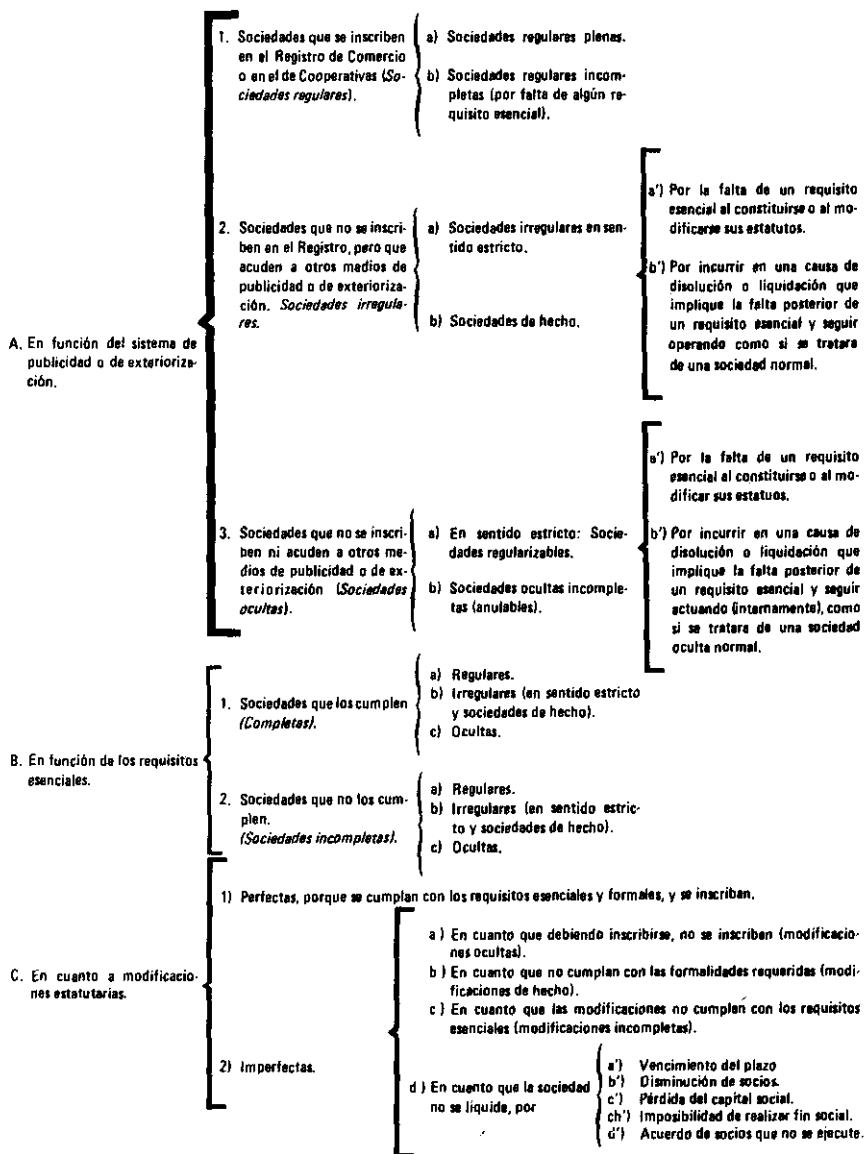 A. En función del sistema de
publicidad o de exterioriza-
ción.
1. Sociedades que se inscriben
en el Registro de Comercio
o en el de Cooperativas (So-
ciedades regulares).
a) Sociedades regulares plenas.
b) Sociedades regulares incom-
pletas (por falta de algún re-
quisito esencial).
2. Sociedades que no se inscri-
ben en el Registro, pero que
acuden a otros medios de
publicidad o de exteriori-
zación. Sociedades irregula-
res.
a) Sociedades irregulares en sen-
tido estricto.
b) Sociedades de hecho.
a') Por la falta de un requisito
esencial al constituirse o al mo-
dificarse sus estatutos.
b') Por incurrir en una causa de
disolución o liquidación que
implique la falta posterior de
un requisito esencial y seguir
operando como si se tratara
de una sociedad normal.
3. Sociedades que no se inscri-
ben ni acuden a otros me-
dios de publicidad o de ex-
teriorización (Sociedades
ocultas).
a) En sentido estricto: Socie-
dades regularizables.
b) Sociedades ocultas incomple-
tas (anulables).
a') Por la falta de un requisito
esencial al constituirse o al mo-
dificar sus estatuos.
b') Por incurrir en una causa de
disolución o liquidación que
implique la falta posterior de
un requisito esencial y seguir
actuando (internamente), como
si se tratara de una sociedad
oculta normal.
B. En función de los requisitos
esenciales.
1. Sociedades que los cumplen
(Completas).
a) Regulares.
b) Irregulares (en sentido estricto
y sociedades de hecho).
c) Ocultas.
2. Sociedades que no los cum-
plen.
(Sociedades incompletas).
a) Regulares.
b) Irregulares (en sentido estric-
to y sociedades de hecho).
c) Ocultas.
C. En cuanto a modificacio-
nes estatutarias.
1) Perfectas, porque se cumplan con los requisitos esenciales y formales, y se inscriban.
2) Imperfectas.
a) En cuanto que debiendo inscribirse, no se inscriben (modificacio-
nes ocultas).
b) En cuanto que no cumplan con las formalidades requeridas (modi-
ficaciones de hecho).
c) En cuanto que las modificaciones no cumplen con los requisitos
esenciales (modificaciones incompletas).
d) En cuanto que la sociedad
no se líquide, por
a') Vencimiento del plazo
b') Disminución de socios.
c') Pérdida del capital social.
ch') Imposibilidad de realizar fin social.
d') Acuerdo de socios que no se ejecute.